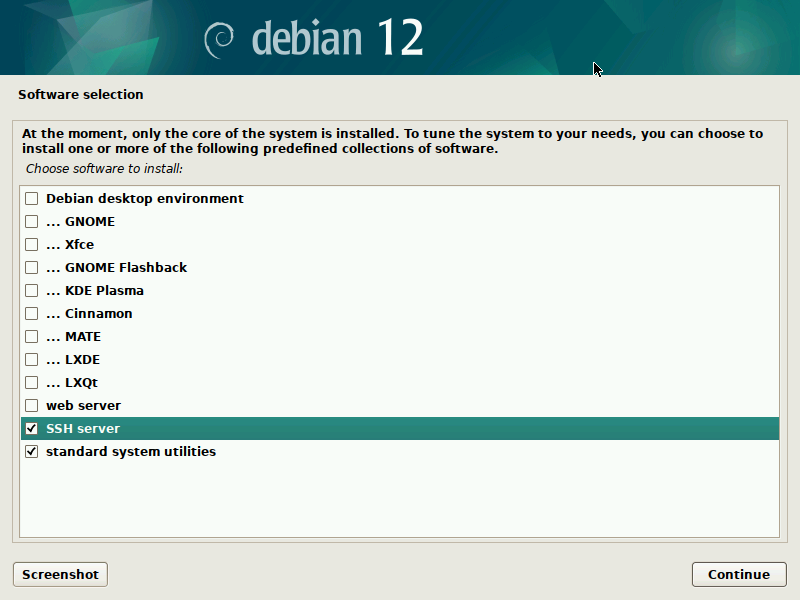 debian 12
Software selection
At the moment, only the core of the system is installed. To tune the system to your needs, you can choose to
install one or more of the following predefined collections of software.
Choose software to install:
Debian desktop environment
... GNOME
... Xfce
... GNOME Flashback
... KDE Plasma
... Cinnamon
... MATE
... LXDE
... LXQt
web server
SSH server
standard system utilities
Screenshot
Continue